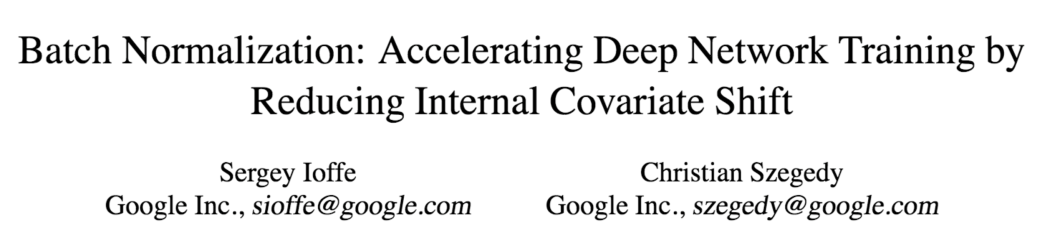 Batch Normalization: Accelerating Deep Network Training by
Reducing Internal Covariate Shift
Sergey Ioffe
Google Inc., sioffe@google.com
Christian Szegedy
Google Inc., szegedy@google.com